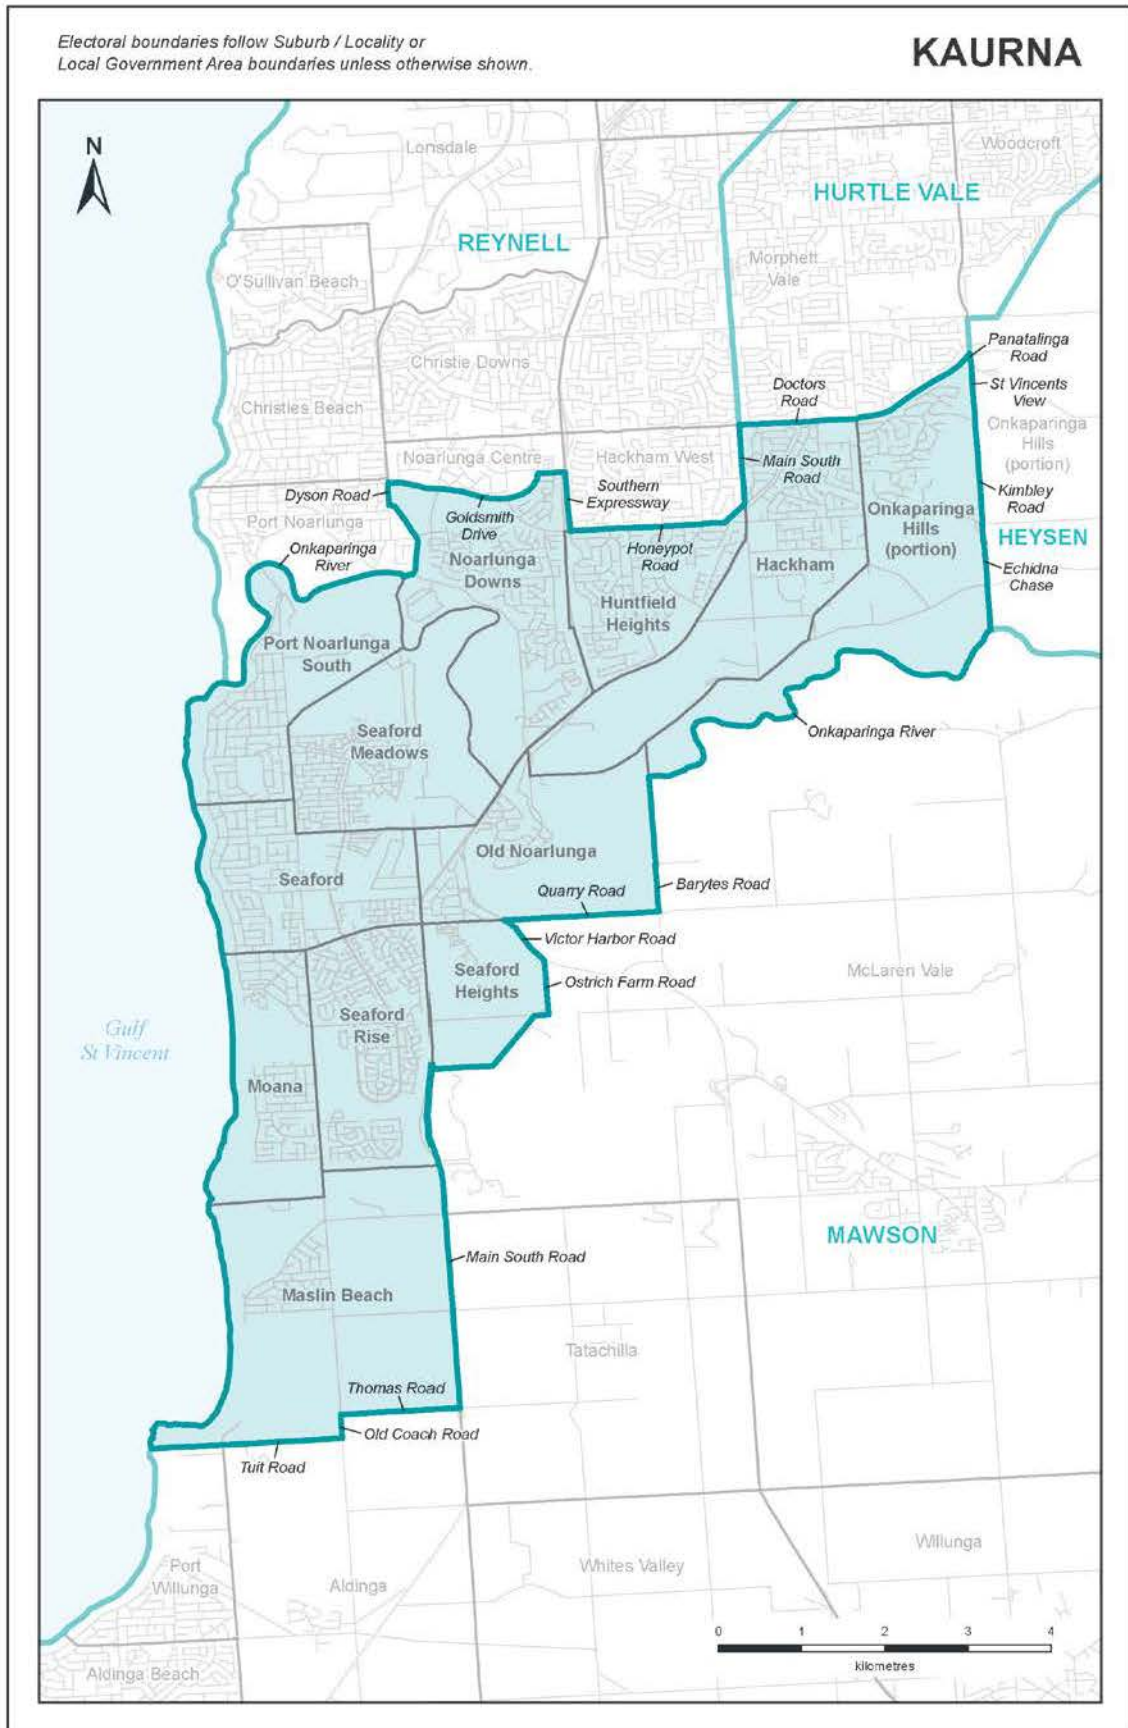 Electoral boundaries follow Suburb / Locality or
Local Government Area boundaries unless otherwise shown.
KAURNA
N
Lonsdale
Woodcroft
HURTLE VALE
REYNELL
Morphett
Vale
O'Sullivan Beach
Christie Downs
Panatalinga
Road
Doctors
Road
St Vincents
View
Christies Beach
Onkaparinga
Hills
(portion)
Noarlunga Centre
Hackham West
Main South
Road
Dyson Road
Southern
Expressway
Kimbley
Road
Port Noarlunga
Goldsmith
Drive
Onkaparinga
Hills
(portion)
HEYSEN
Onkaparinga
River
Noarlunga
Downs
Honeypot
Road
Hackham
Echidna
Chase
Huntfield
Heights
Port Noarlunga
South
Seaford
Meadows
Onkaparinga River
Old Noarlunga
Seaford
Quarry Road
Barytes Road
Victor Harbor Road
Seaford
Heights
Ostrich Farm Road
McLaren Vale
Gulf
St Vincent
Seaford
Rise
Moana
MAWSON
Main South Road
Maslin Beach
Tatachilla
Thomas Road
Old Coach Road
Tuit Road
Willunga
Port
Willunga
Aldinga
Whites Valley
Aldinga Beach
0 1 2 3 4
kilometres